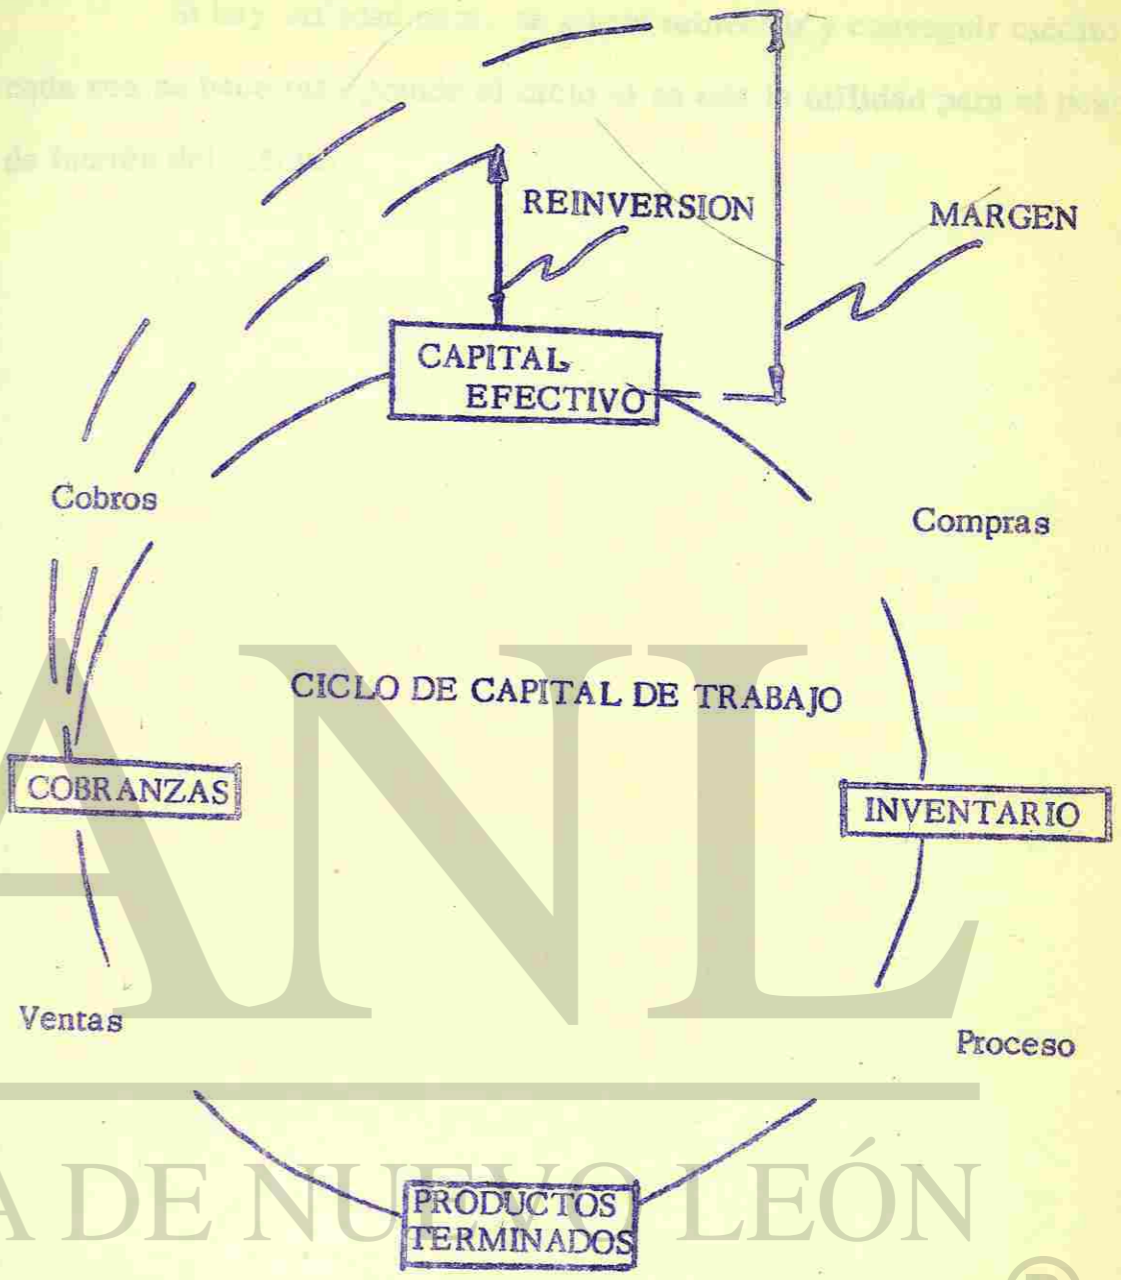 REINVERSION
MARGEN
CAPITAL
EFECTIVO
Cobros
Compras
CICLO DE CAPITAL DE TRABAJO
COBRANZAS
INVENTARIO
Ventas
Proceso
PRODUCTOS
TERMINADOS
ANL
A DE NUEVO LEÓN
®